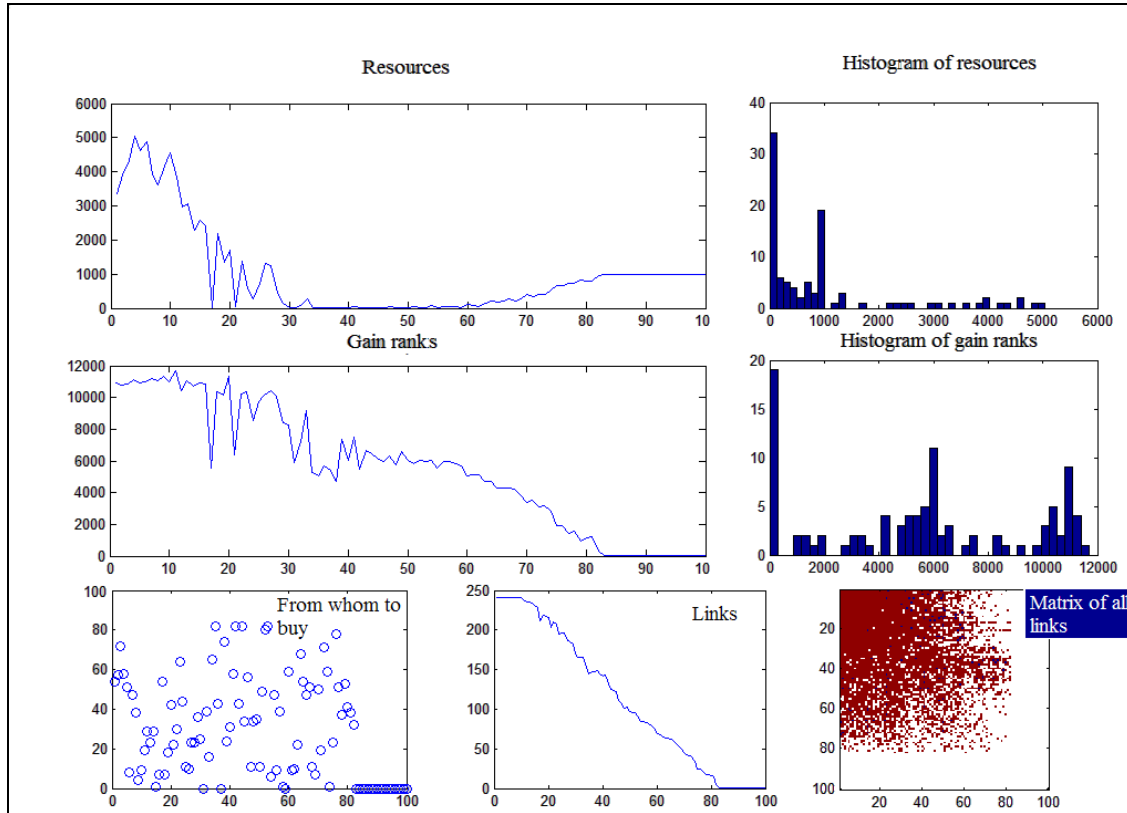 Resources
Histogram of resources
6000
5000
4000
3000
2000
1000
0
0 10 20 30 40 50 60 70 80 90 10
40
30
20
10
0
0 1000 2000 3000 4000 5000 6000
Gain ranks
Histogram of gain ranks
12000
10000
8000
6000
4000
2000
0
0 10 20 30 40 50 60 70 80 90 10
20
15
10
5
0
0 2000 4000 6000 8000 10000 12000
From whom to
buy
100
80
60
40
20
0
0 20 40 60 80 100
Links
250
200
150
100
50
0
0 20 40 60 80 100
Matrix of all
links
20
40
60
80
100
20 40 60 80 100